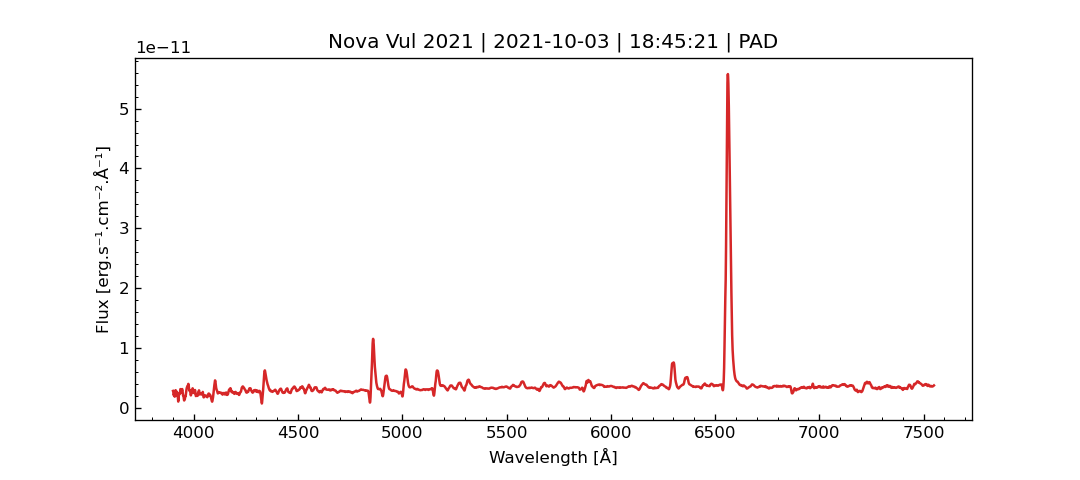 Nova Vul 2021 | 2021-10-03 | 18:45:21 | PAD
1e−11
5
4
3
2
1
0
Flux [erg.s⁻¹.cm⁻².Å⁻¹]
4000 4500 5000 5500 6000 6500 7000 7500
Wavelength [Å]